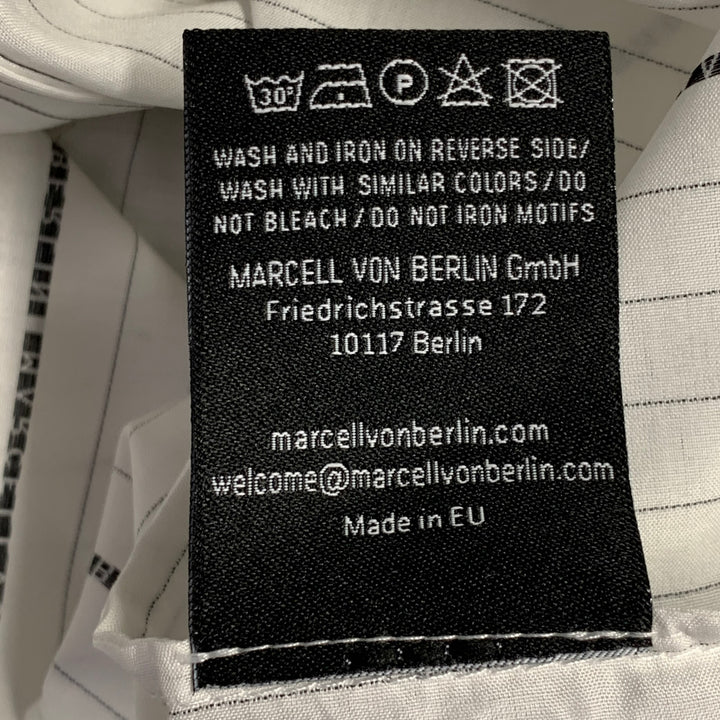 30°
P
WASH AND IRON ON REVERSE SIDE/
WASH WITH SIMILAR COLORS/DO
NOT BLEACH/DO NOT IRON MOTIFS
MARCELL VON BERLIN GmbH
Friedrichstrasse 172
10117 Berlin
marcellvonberlin.com
welcome@marcellvonberlin.com
Made in EU